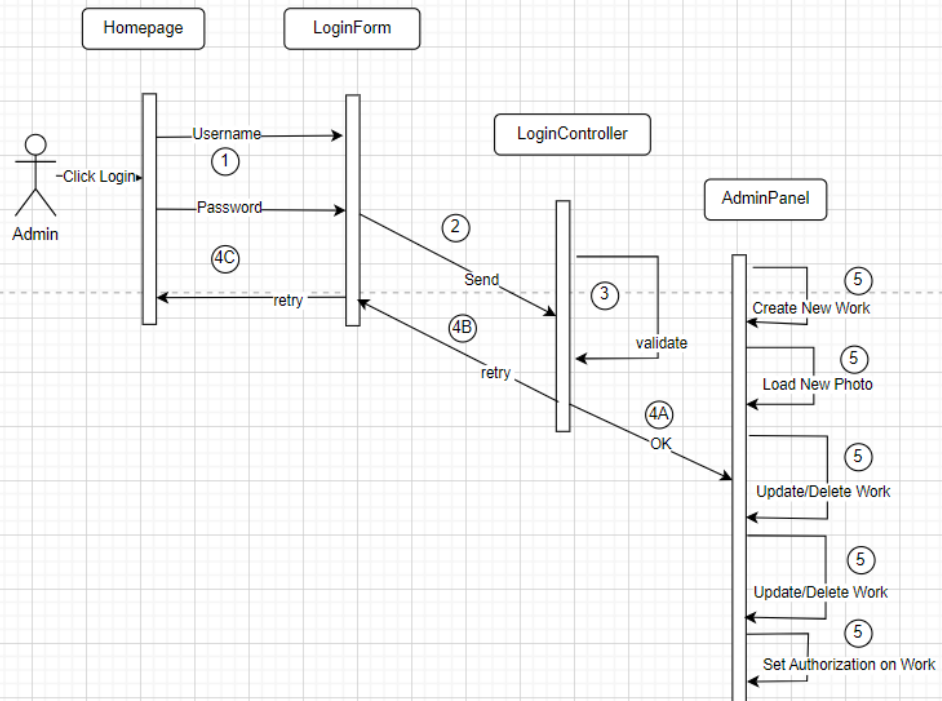 Homepage
LoginForm
LoginController
AdminPanel
Admin
Click Login
Username
1
Password
4C
retry
2
Send
3
validate
4B
retry
4A
OK
5
Create New Work
5
Load New Photo
5
Update/Delete Work
5
Update/Delete Work
5
Set Authorization on Work